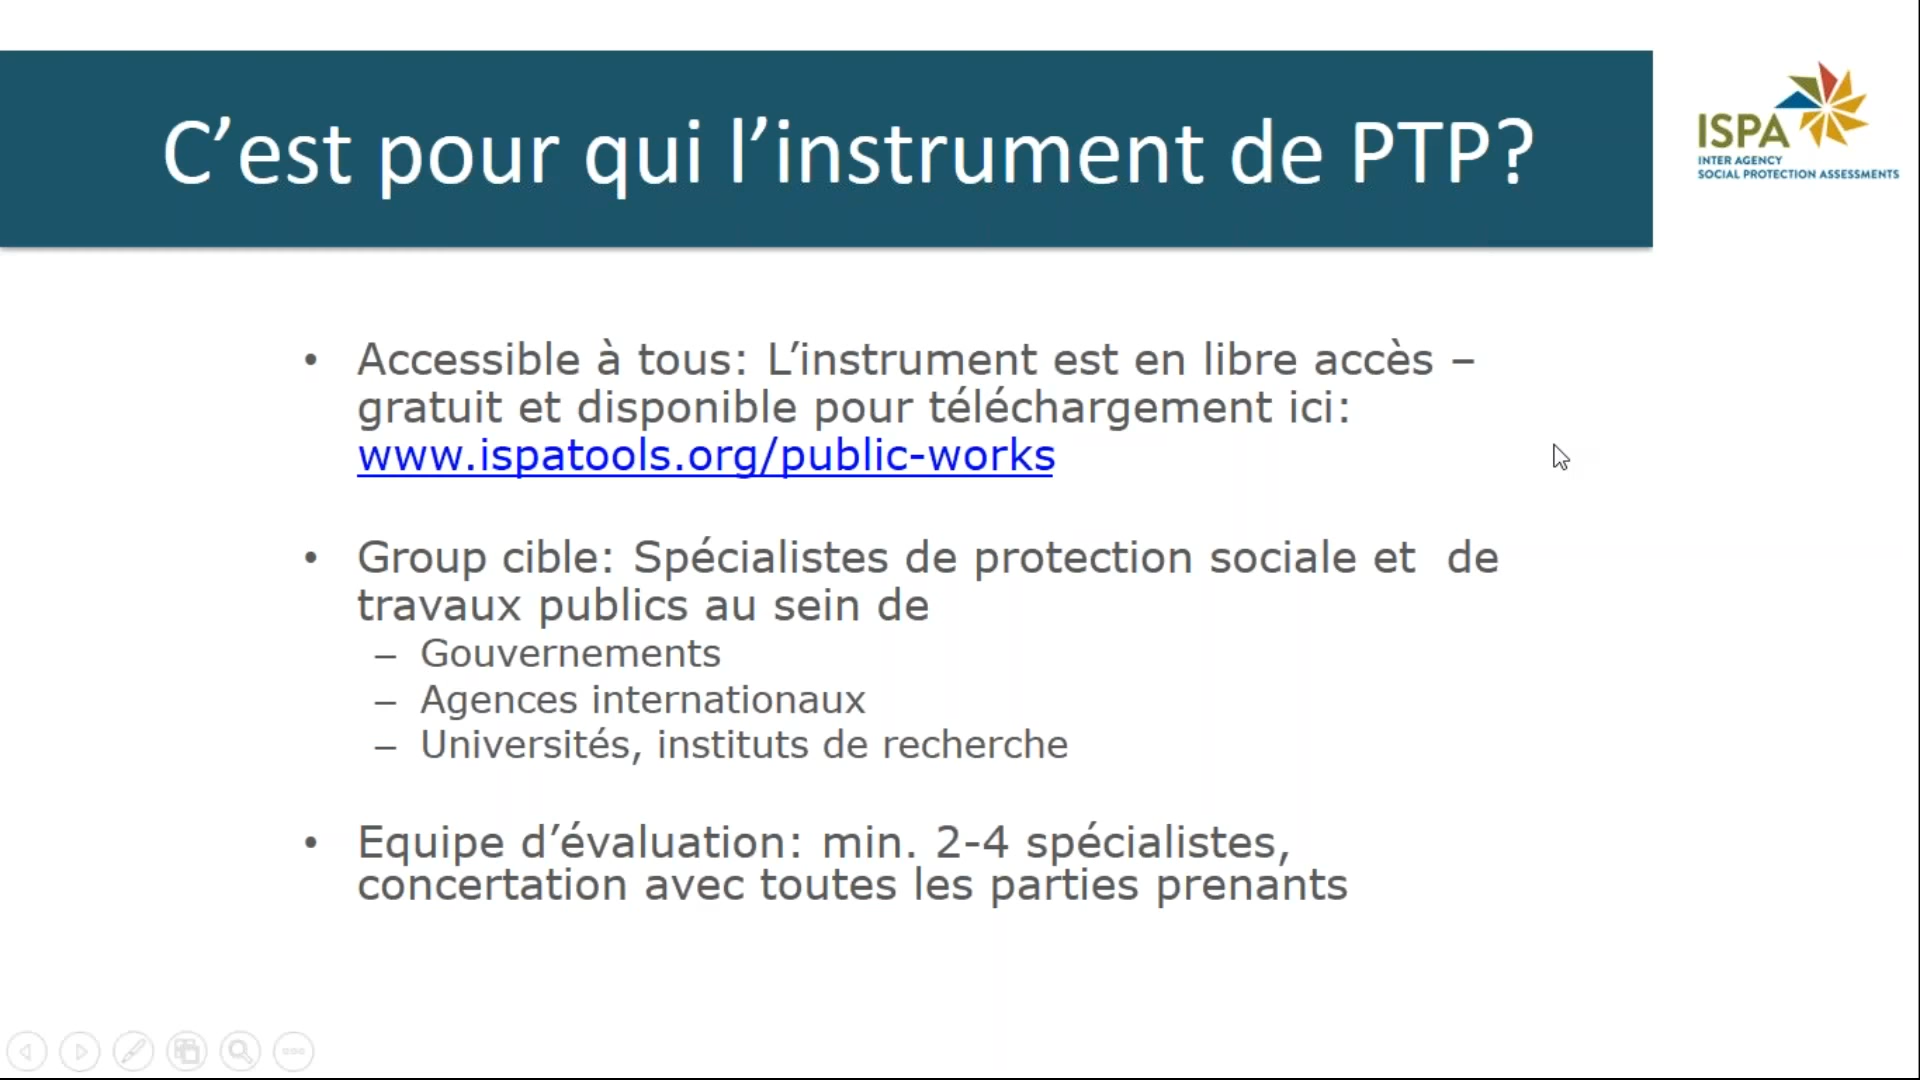 C’est pour qui l’instrument de PTP?
ISPA
INTER AGENCY
SOCIAL PROTECTION ASSESSMENTS
• Accessible à tous: L’instrument est en libre accès –
gratuit et disponible pour téléchargement ici:
www.ispatools.org/public-works
• Group cible: Spécialistes de protection sociale et  de
travaux publics au sein de
– Gouvernements
– Agences internationaux
– Universités, instituts de recherche
• Equipe d’évaluation: min. 2-4 spécialistes,
concertation avec toutes les parties prenants